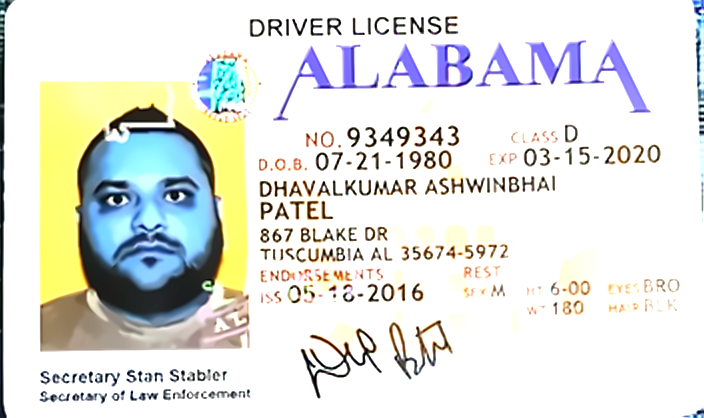 DRIVER LICENSE
ALABAMA
NO. 9349343 CLASS D
D.O.B. 07-21-1980 EXP 03-15-2020
DHAVALKUMAR ASHWINBHAI
PATEL
867 BLAKE DR
TUSCUMBIA AL 35674-5972
ENDORSEMENTS REST
ISS 05-18-2016 SEX M HT 6-00 EYES BRO
WT 180 HAIR BLK
AL
Secretary Stan Stabler
Secretary of Law Enforcement